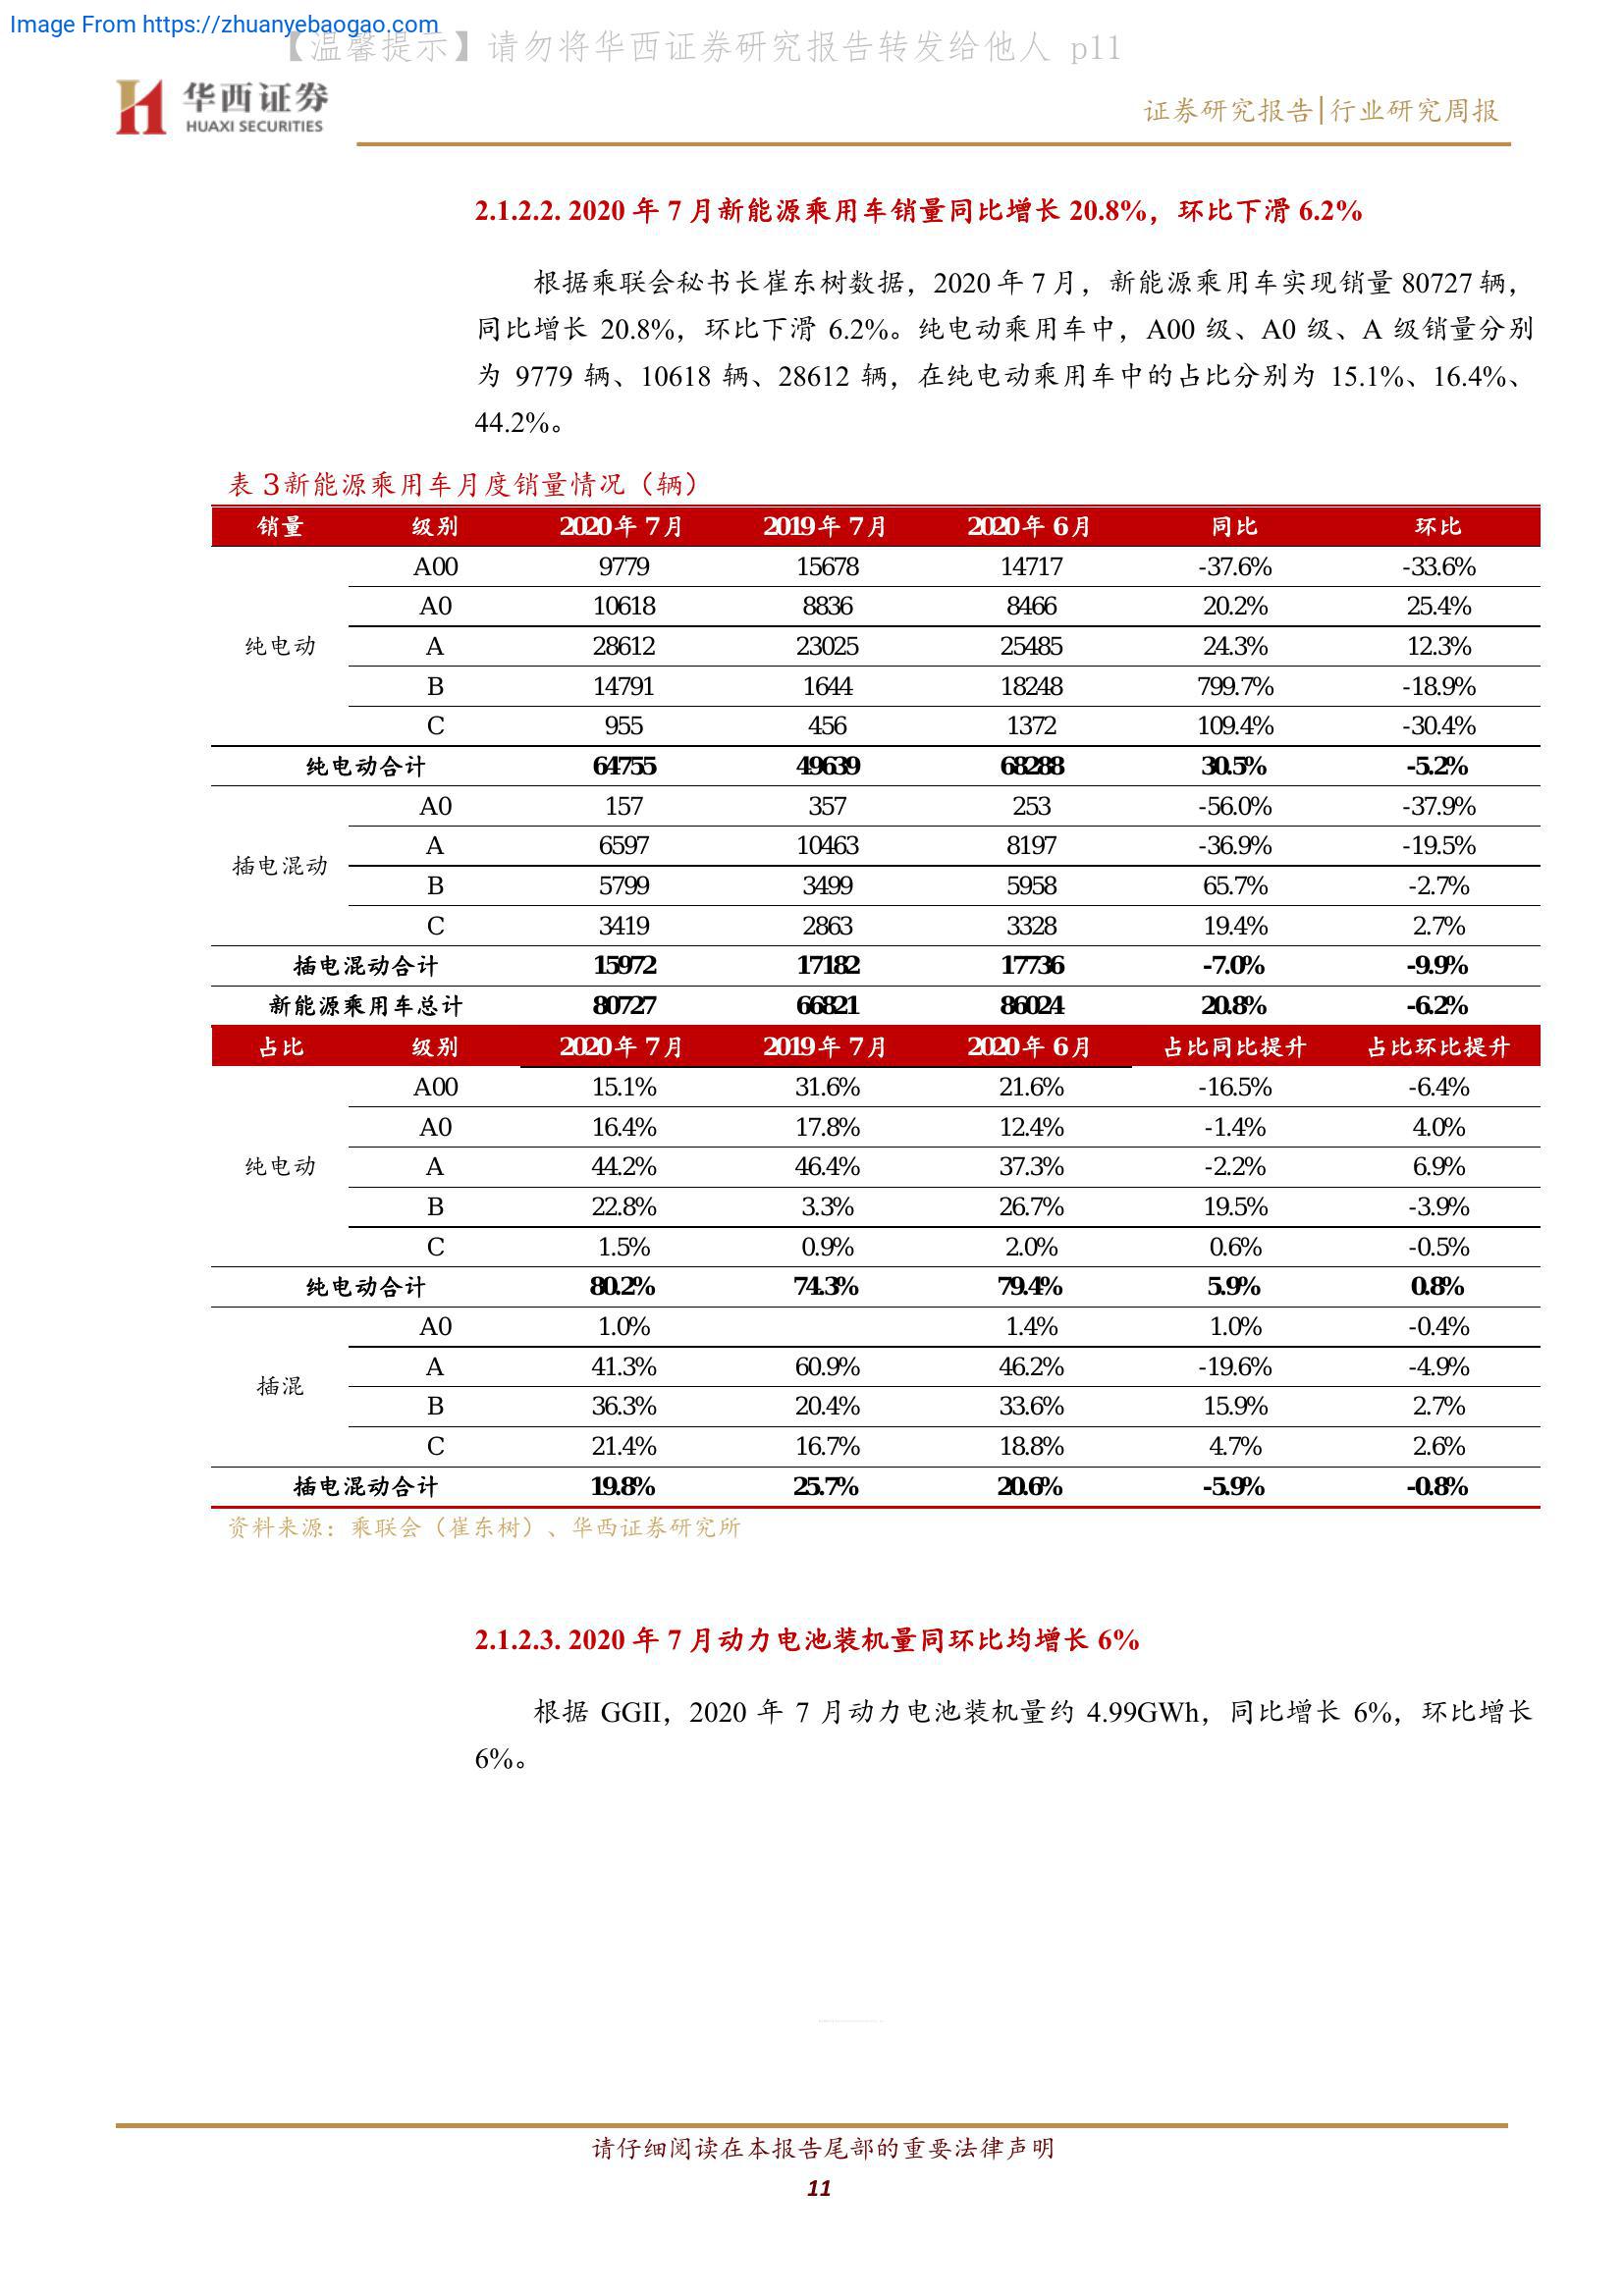 Image From https://zhuanyebaogao.com
【温馨提示】请勿将华西证券研究报告转发给他人 p11
华西证券
HUAXI SECURITIES
证券研究报告|行业研究周报
2.1.2.2. 2020 年 7 月新能源乘用车销量同比增长 20.8%，环比下滑 6.2%
根据乘联会秘书长崔东树数据，2020 年 7 月，新能源乘用车实现销量 80727 辆，
同比增长 20.8%，环比下滑 6.2%。纯电动乘用车中，A00 级、A0 级、A 级销量分别
为 9779 辆、10618 辆、28612 辆，在纯电动乘用车中的占比分别为 15.1%、16.4%、
44.2%。
表 3新能源乘用车月度销量情况（辆）
销量 级别 2020 年 7 月 2019 年 7 月 2020 年 6 月 同比 环比
A00 9779 15678 14717 -37.6% -33.6%
A0 10618 8836 8466 20.2% 25.4%
纯电动 A 28612 23025 25485 24.3% 12.3%
B 14791 1644 18248 799.7% -18.9%
C 955 456 1372 109.4% -30.4%
纯电动合计 64755 49639 68288 30.5% -5.2%
A0 157 357 253 -56.0% -37.9%
A 6597 10463 8197 -36.9% -19.5%
插电混动
B 5799 3499 5958 65.7% -2.7%
C 3419 2863 3328 19.4% 2.7%
插电混动合计 15972 17182 17736 -7.0% -9.9%
新能源乘用车总计 80727 66821 86024 20.8% -6.2%
占比 级别 2020 年 7 月 2019 年 7 月 2020 年 6 月 占比同比提升 占比环比提升
A00 15.1% 31.6% 21.6% -16.5% -6.4%
A0 16.4% 17.8% 12.4% -1.4% 4.0%
纯电动 A 44.2% 46.4% 37.3% -2.2% 6.9%
B 22.8% 3.3% 26.7% 19.5% -3.9%
C 1.5% 0.9% 2.0% 0.6% -0.5%
纯电动合计 80.2% 74.3% 79.4% 5.9% 0.8%
A0 1.0% 1.4% 1.0% -0.4%
A 41.3% 60.9% 46.2% -19.6% -4.9%
插混
B 36.3% 20.4% 33.6% 15.9% 2.7%
C 21.4% 16.7% 18.8% 4.7% 2.6%
插电混动合计 19.8% 25.7% 20.6% -5.9% -0.8%
资料来源：乘联会（崔东树）、华西证券研究所
2.1.2.3. 2020 年 7 月动力电池装机量同环比均增长 6%
根据 GGII，2020 年 7 月动力电池装机量约 4.99GWh，同比增长 6%，环比增长
6%。
请仔细阅读在本报告尾部的重要法律声明
11